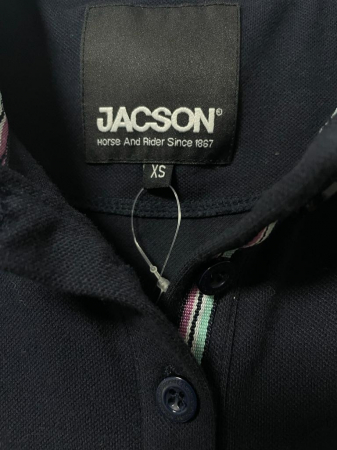 JACSON®
Horse And Rider Since 1867
XS